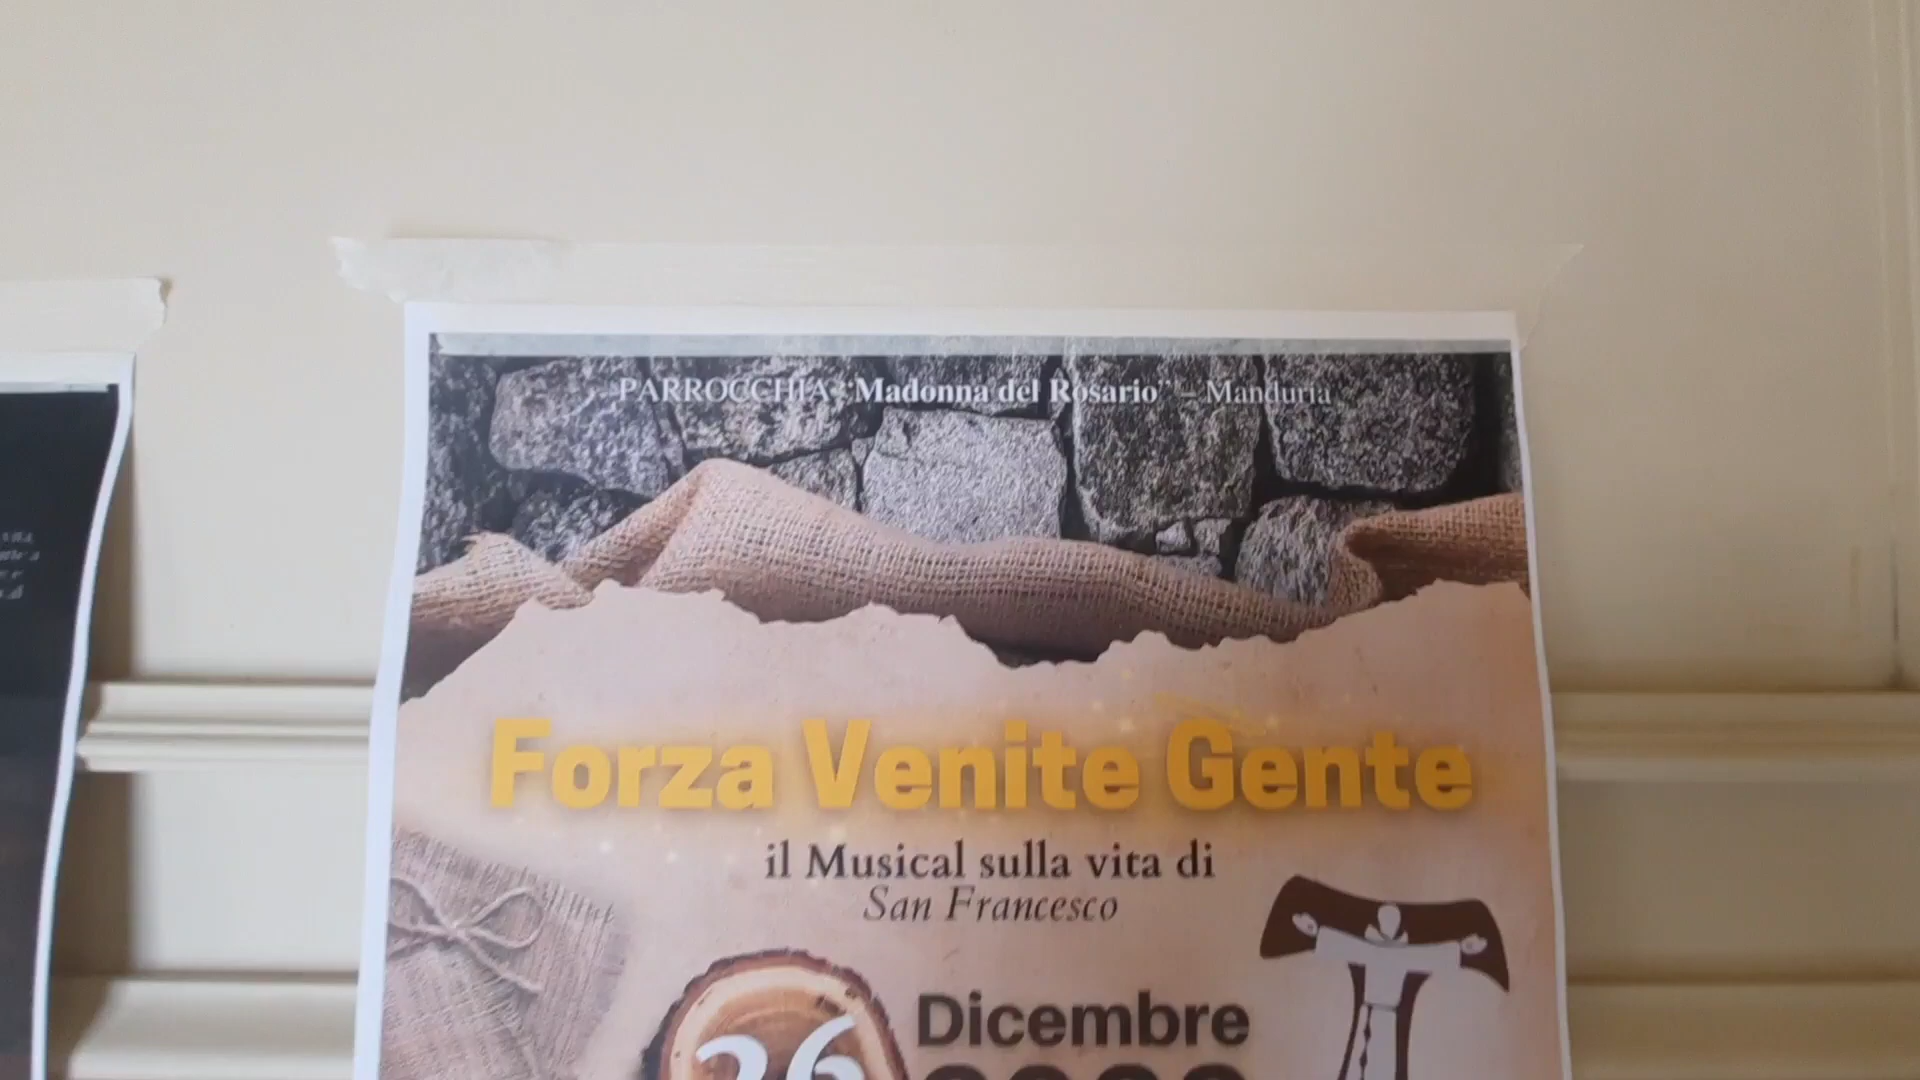 PARROCCHIA “Madonna del Rosario” – Manduria
Forza Venite Gente
il Musical sulla vita di
San Francesco
26
Dicembre